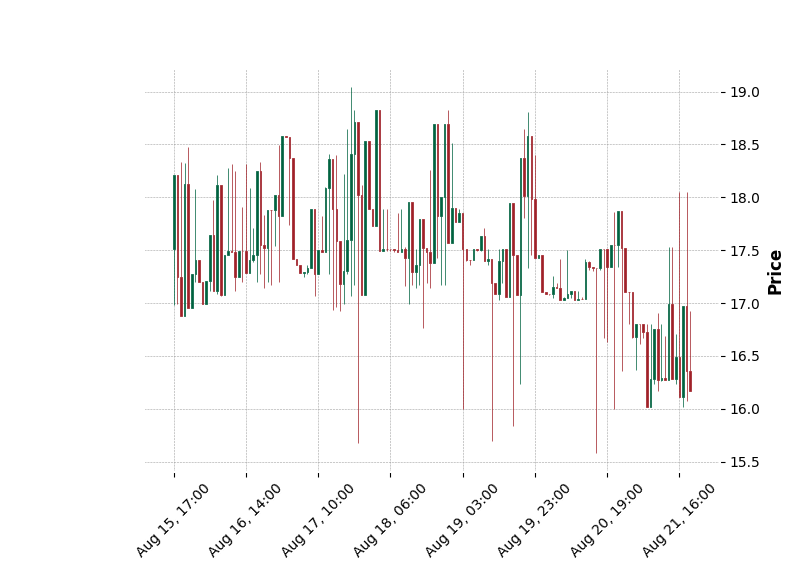 19.0
18.5
18.0
17.5
17.0
16.5
16.0
15.5
Price
Aug 15, 17:00
Aug 16, 14:00
Aug 17, 10:00
Aug 18, 06:00
Aug 19, 03:00
Aug 19, 23:00
Aug 20, 19:00
Aug 21, 16:00